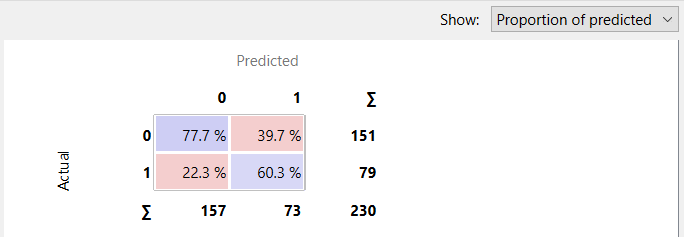 Show: Proportion of predicted
Predicted
0 1 ∑
0 77.7 % 39.7 % 151
Actual
1 22.3 % 60.3 % 79
∑ 157 73 230